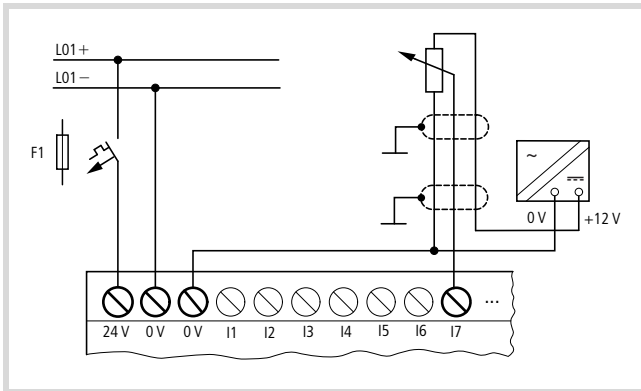 L01+
L01−
F1
~
0 V
+12 V
24 V 0 V 0 V I1 I2 I3 I4 I5 I6 I7 ...